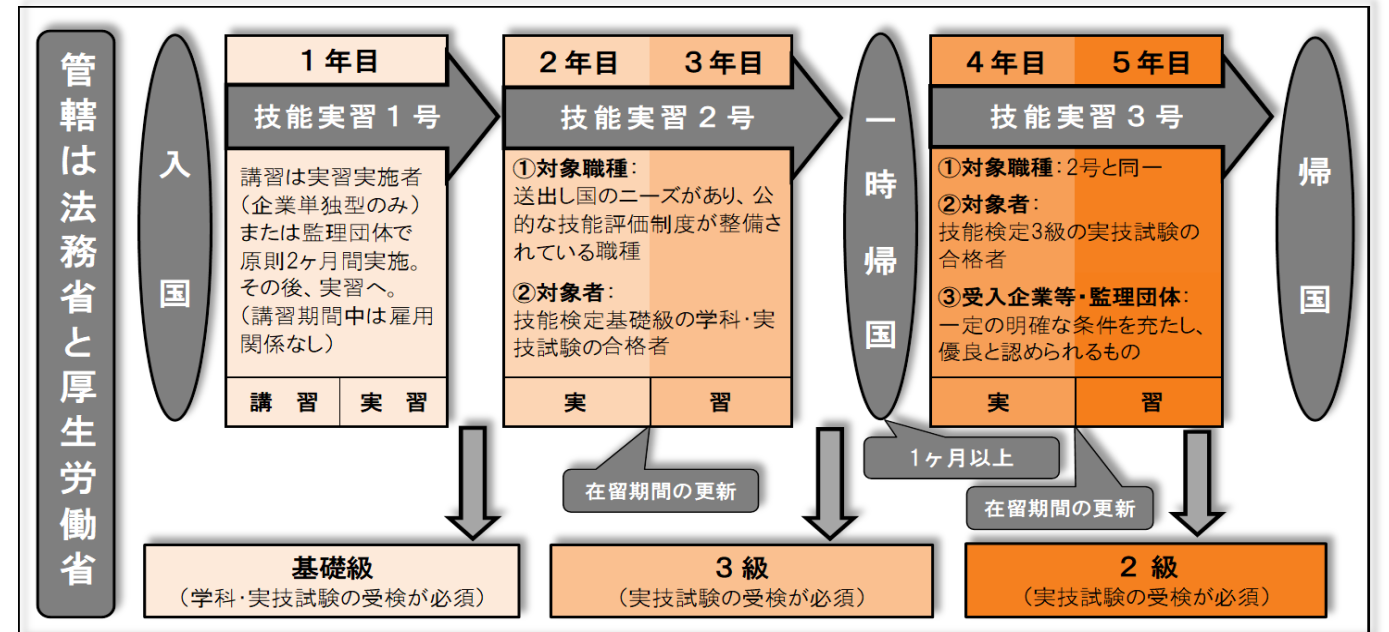 管轄は法務省と厚生労働省
入国
1年目
技能実習1号
講習は実習実施者
（企業単独型のみ）
または監理団体で
原則2ヶ月間実施。
その後、実習へ。
（講習期間中は雇用
関係なし）
講習 実習
2年目 3年目
技能実習2号
①対象職種：
送出し国のニーズがあり、公
的な技能評価制度が整備さ
れている職種
②対象者：
技能検定基礎級の学科・実
技試験の合格者
実 習
在留期間の更新
一時帰国
1ヶ月以上
4年目 5年目
技能実習3号
①対象職種：2号と同一
②対象者：
技能検定3級の実技試験の
合格者
③受入企業等・監理団体：
一定の明確な条件を充たし、
優良と認められるもの
実 習
在留期間の更新
帰国
基礎級
（学科・実技試験の受検が必須）
3級
（実技試験の受検が必須）
2級
（実技試験の受検が必須）